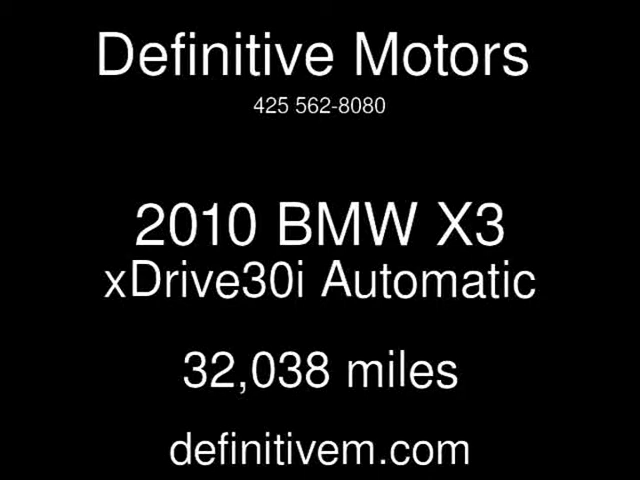 Definitive Motors
425 562-8080
2010 BMW X3
xDrive30i Automatic
32,038 miles
definitivem.com